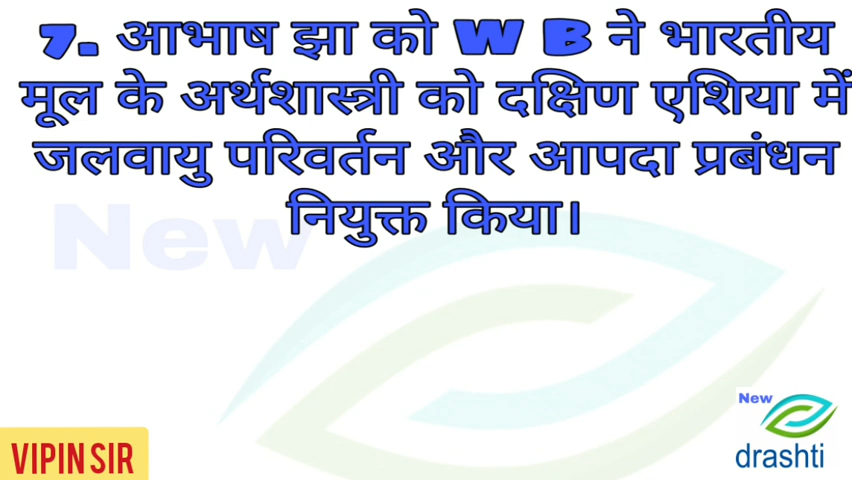 7. आभाष झा को W B ने भारतीय
मूल के अर्थशास्त्री को दक्षिण एशिया में
जलवायु परिवर्तन और आपदा प्रबंधन
नियुक्त किया।
New
New
drashti
VIPIN SIR